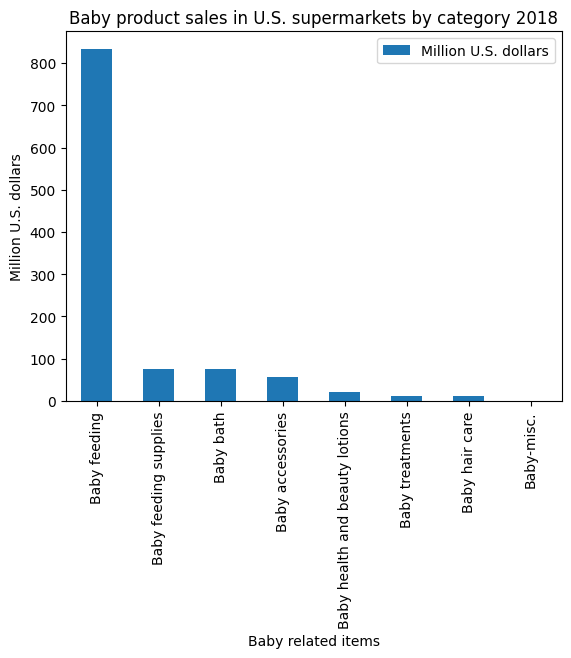 Baby product sales in U.S. supermarkets by category 2018
Million U.S. dollars
Million U.S. dollars
800
700
600
500
400
300
200
100
0
Baby feeding
Baby feeding supplies
Baby bath
Baby accessories
Baby health and beauty lotions
Baby treatments
Baby hair care
Baby-misc.
Baby related items